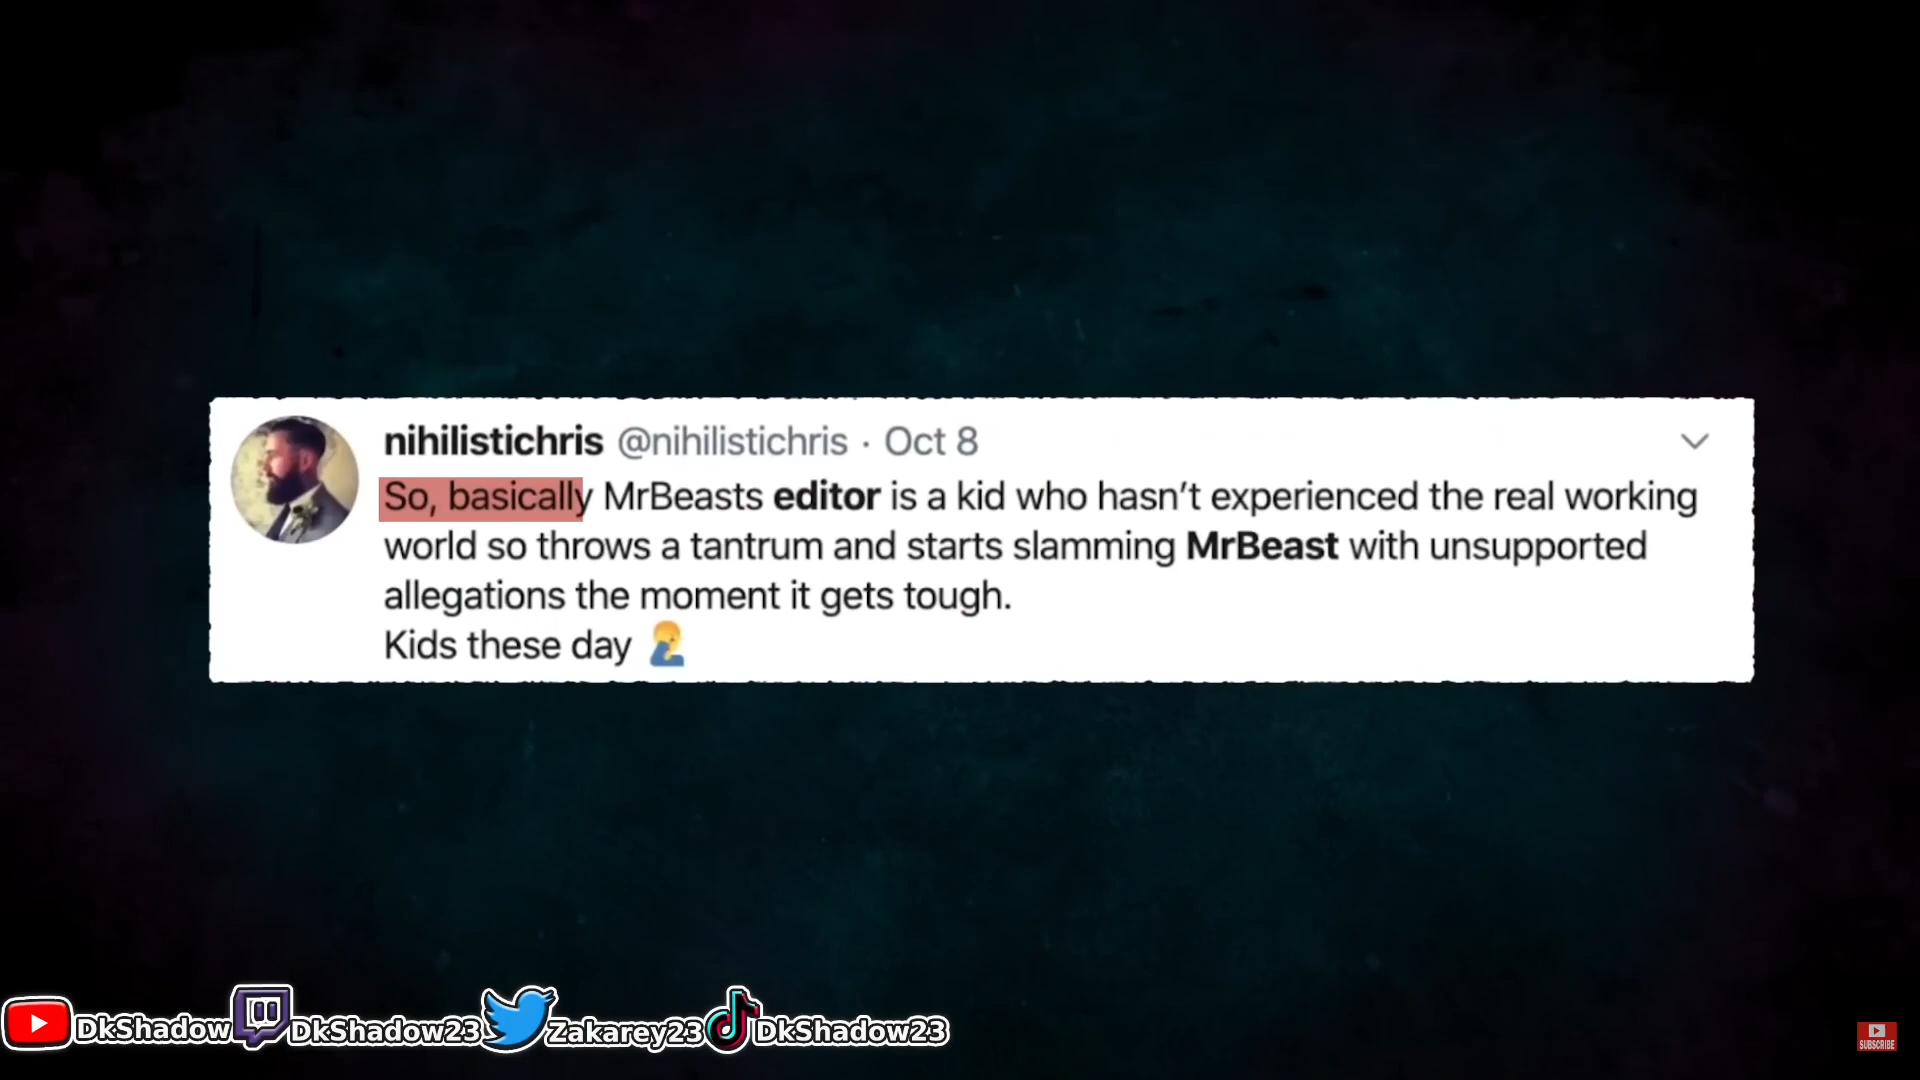 nihilistichris @nihilistichris · Oct 8
So, basically MrBeasts editor is a kid who hasn’t experienced the real working
world so throws a tantrum and starts slamming MrBeast with unsupported
allegations the moment it gets tough.
Kids these day 🤦‍♂️
DkShadow DkShadow23 Zakarey23 DkShadow23
SUBSCRIBE